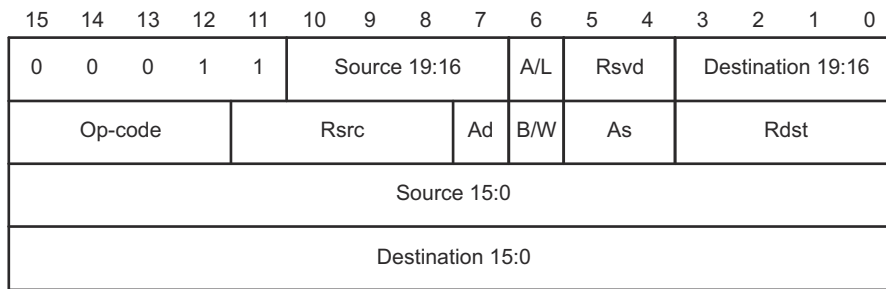 15 14 13 12 11 10 9 8 7 6 5 4 3 2 1 0
0 0 0 1 1 Source 19:16 A/L Rsvd Destination 19:16
Op-code Rsrc Ad B/W As Rdst
Source 15:0
Destination 15:0